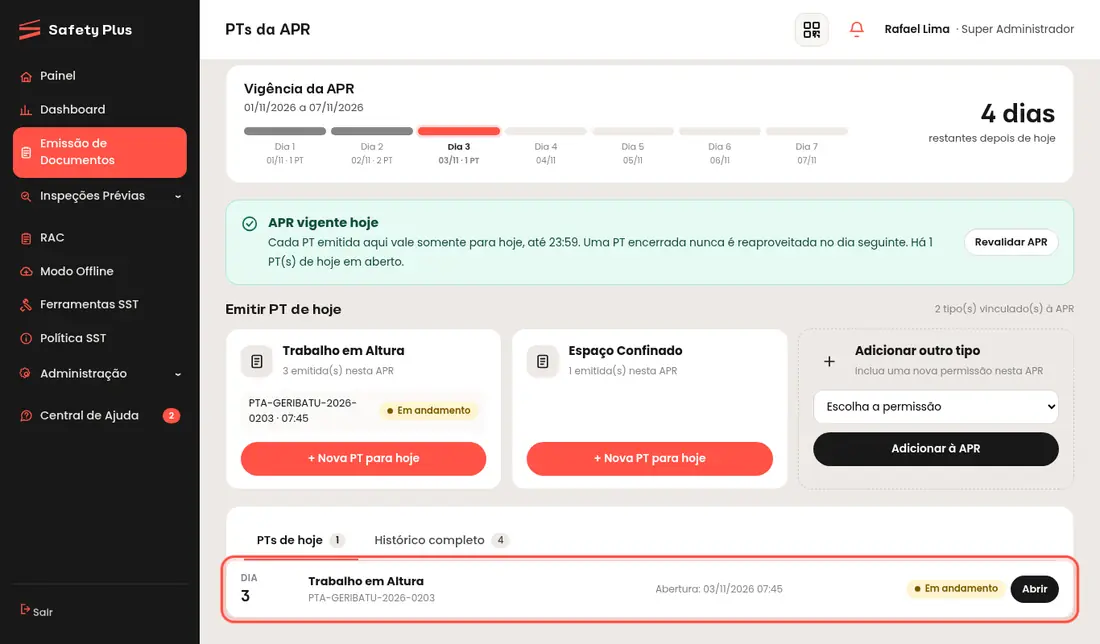 Safety Plus
Painel
Dashboard
Emissão de
Documentos
Inspeções Prévias
RAC
Modo Offline
Ferramentas SST
Política SST
Administração
Central de Ajuda 2
Sair
PTs da APR
Rafael Lima · Super Administrador
Vigência da APR
01/11/2026 a 07/11/2026
Dia 1 Dia 2 Dia 3 Dia 4 Dia 5 Dia 6 Dia 7
01/11 · 1 PT 02/11 · 2 PT 03/11 · 1 PT 04/11 05/11 06/11 07/11
4 dias
restantes depois de hoje
APR vigente hoje
Cada PT emitida aqui vale somente para hoje, até 23:59. Uma PT encerrada nunca é reaproveitada no dia seguinte. Há 1
PT(s) de hoje em aberto.
Revalidar APR
Emitir PT de hoje
2 tipo(s) vinculado(s) à APR
Trabalho em Altura
3 emitida(s) nesta APR
PTA-GERIBATU-2026-
0203 · 07:45
Em andamento
+ Nova PT para hoje
Espaço Confinado
1 emitida(s) nesta APR
+ Nova PT para hoje
+ Adicionar outro tipo
Inclua uma nova permissão nesta APR
Escolha a permissão
Adicionar à APR
PTs de hoje 1 Histórico completo 4
DIA
3
Trabalho em Altura
PTA-GERIBATU-2026-0203
Abertura: 03/11/2026 07:45
Em andamento
Abrir